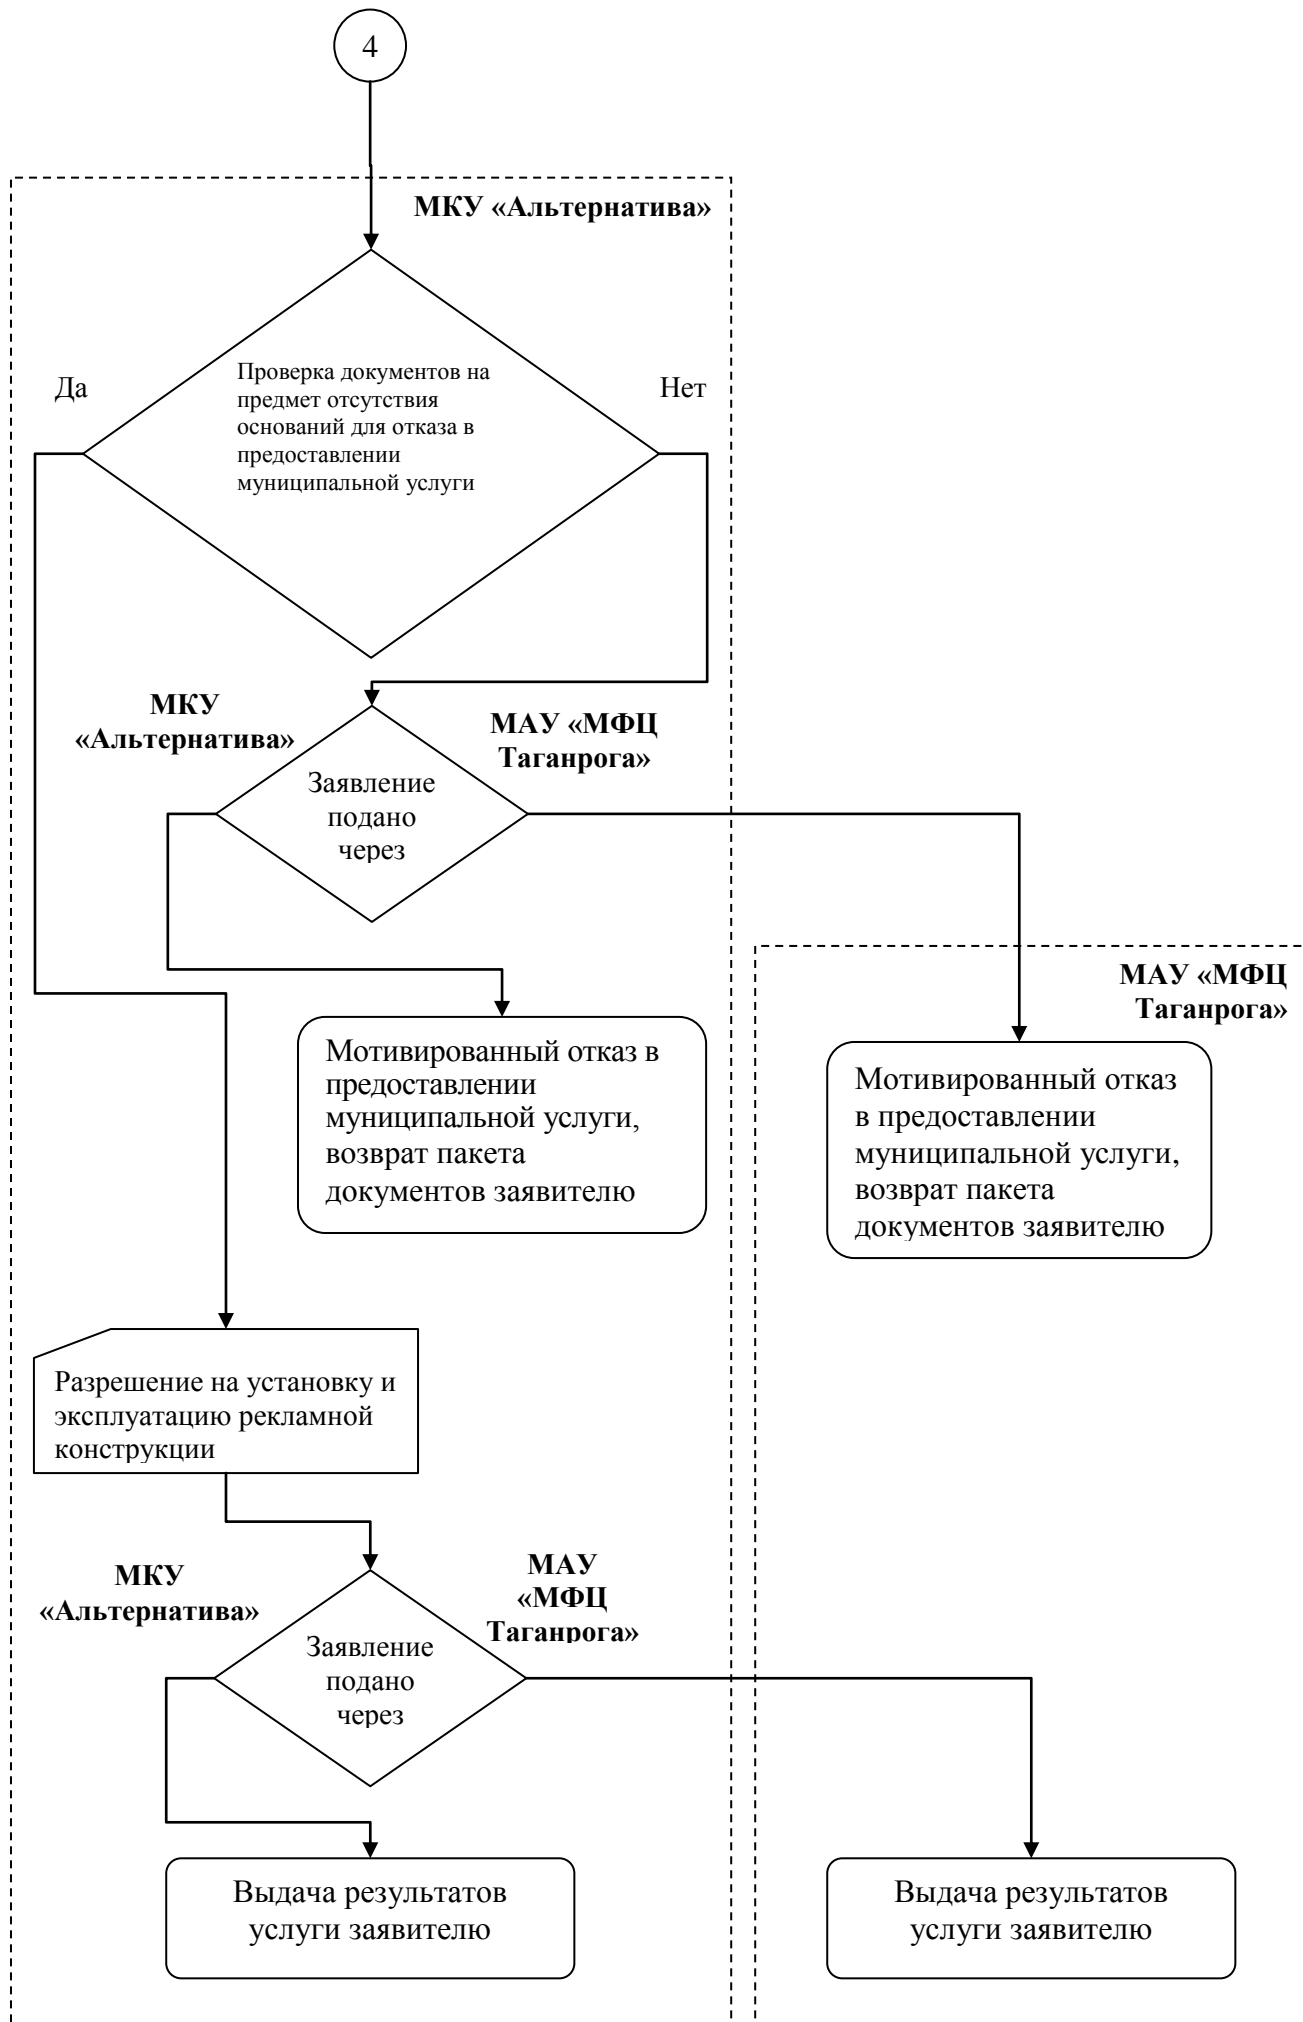 4
МКУ «Альтернатива»
Да
Проверка документов на
предмет отсутствия
оснований для отказа в
предоставлении
муниципальной услуги
Нет
МКУ
«Альтернатива»
МАУ «МФЦ
Таганрога»
Заявление
подано
через
МАУ «МФЦ
Таганрога»
Мотивированный отказ в
предоставлении
муниципальной услуги,
возврат пакета
документов заявителю
Мотивированный отказ
в предоставлении
муниципальной услуги,
возврат пакета
документов заявителю
Разрешение на установку и
эксплуатацию рекламной
конструкции
МКУ
«Альтернатива»
МАУ
«МФЦ
Таганрога»
Заявление
подано
через
Выдача результатов
услуги заявителю
Выдача результатов
услуги заявителю